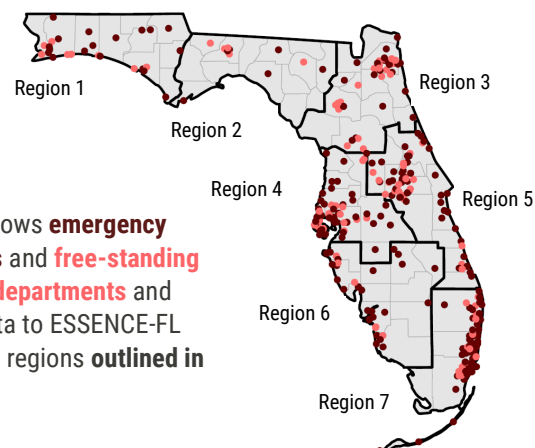 Region 1
Region 2
Region 3
Region 4
Region 5
ows emergency
and free-standing
departments and
ta to ESSENCE-FL
regions outlined in
Region 6
Region 7